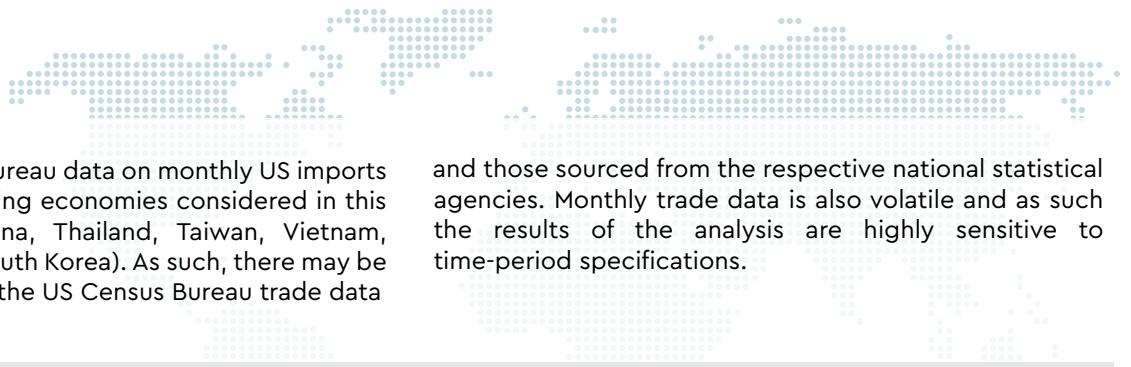 ureau data on monthly US imports
ng economies considered in this
na, Thailand, Taiwan, Vietnam,
uth Korea). As such, there may be
the US Census Bureau trade data
and those sourced from the respective national statistical
agencies. Monthly trade data is also volatile and as such
the results of the analysis are highly sensitive to
time-period specifications.